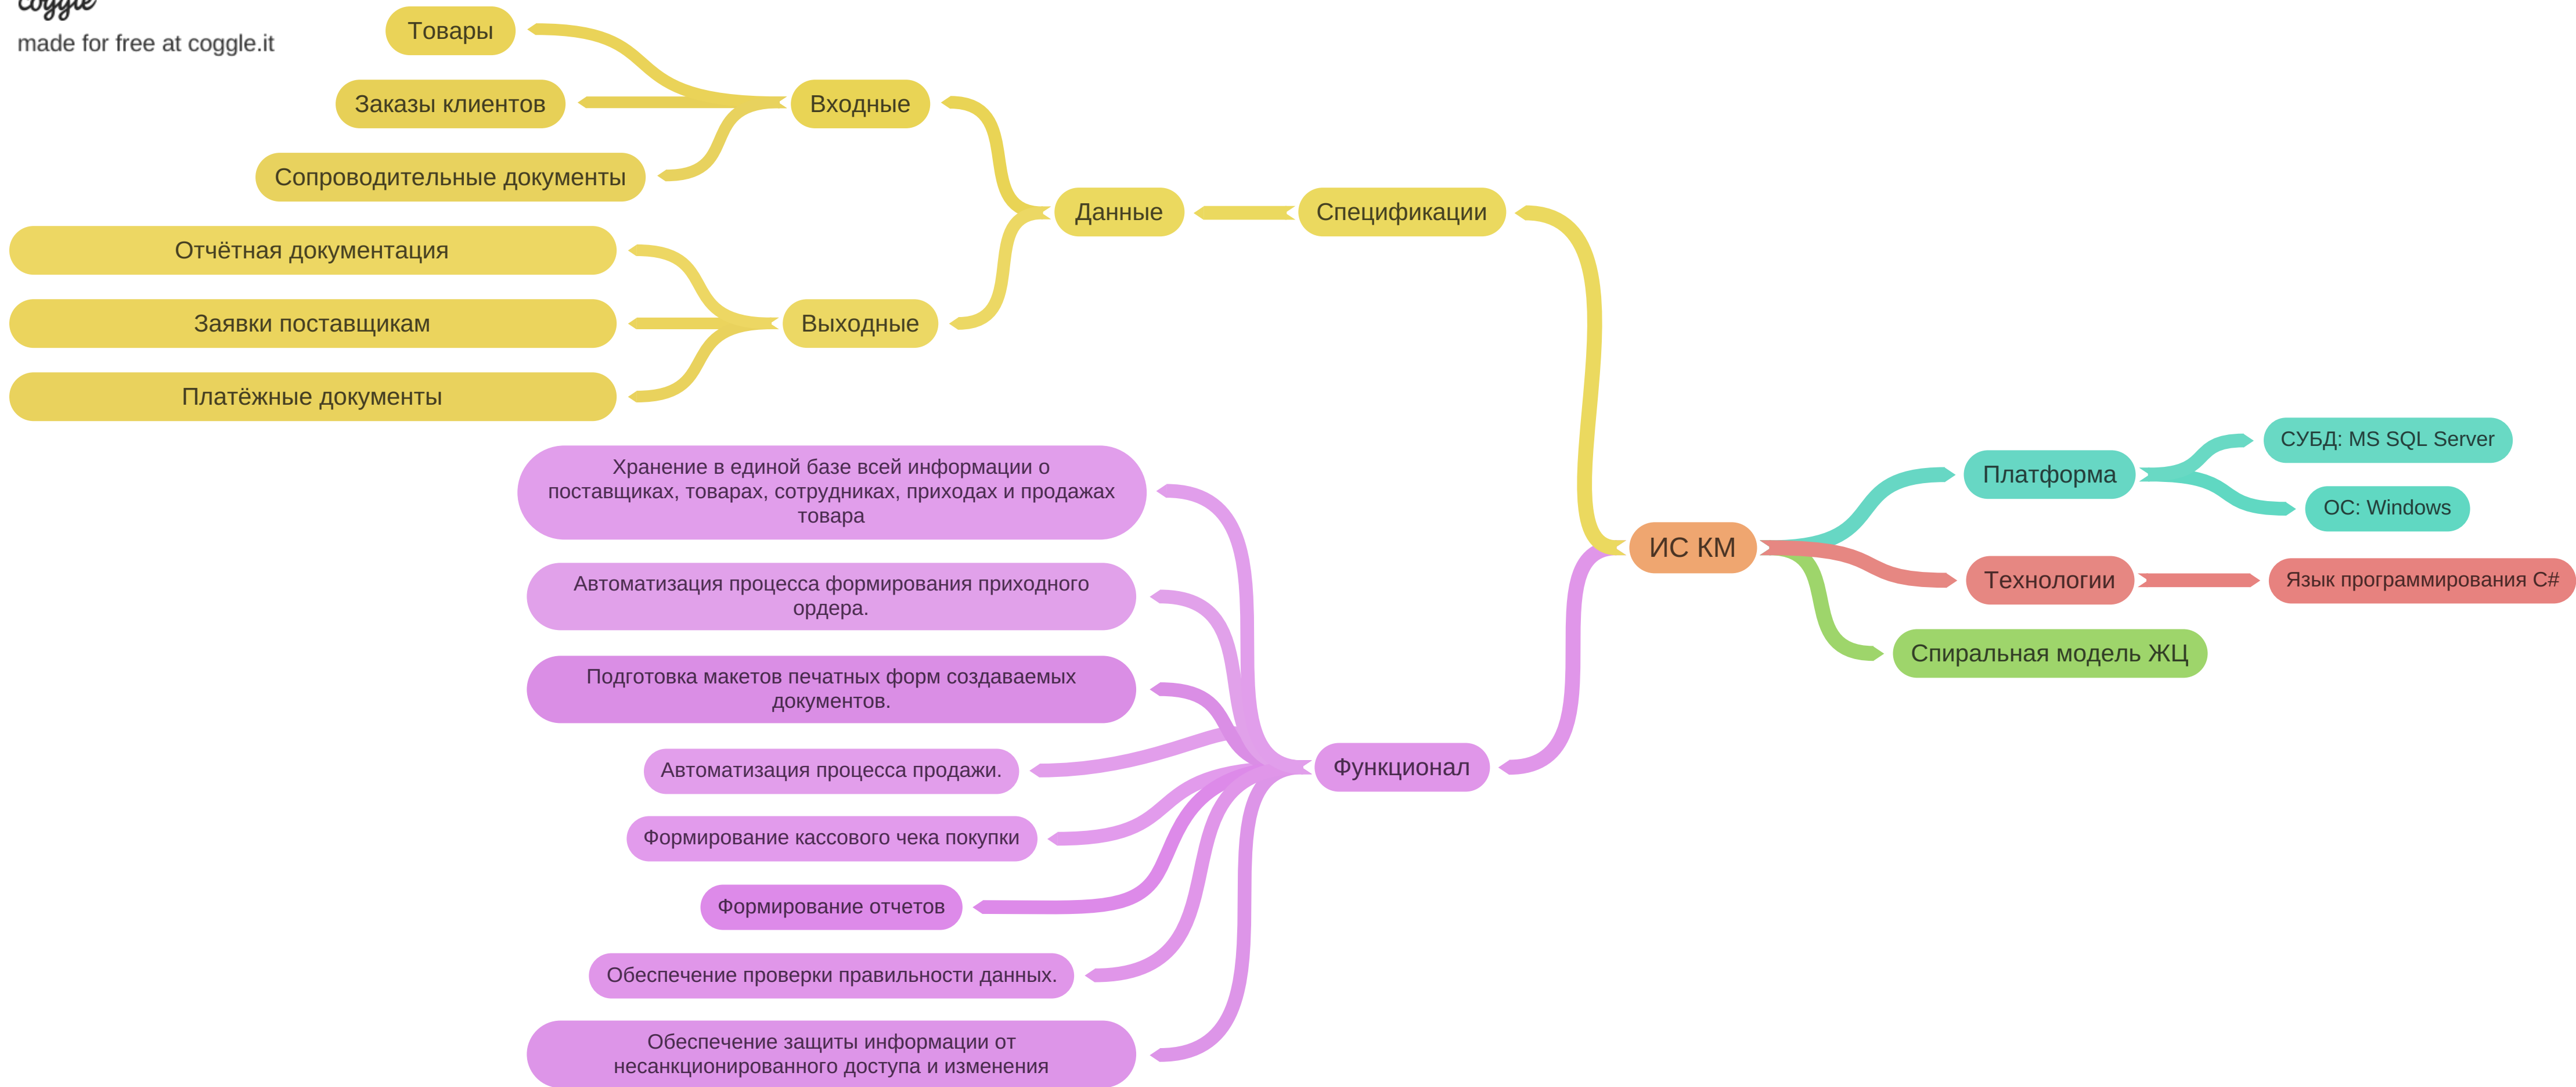 coggle
made for free at coggle.it
Товары
Заказы клиентов
Сопроводительные документы
Отчётная документация
Заявки поставщикам
Платёжные документы
Входные
Выходные
Данные
Спецификации
Хранение в единой базе всей информации о
поставщиках, товарах, сотрудниках, приходах и продажах
товара
Автоматизация процесса формирования приходного
ордера.
Подготовка макетов печатных форм создаваемых
документов.
Автоматизация процесса продажи.
Формирование кассового чека покупки
Формирование отчетов
Обеспечение проверки правильности данных.
Обеспечение защиты информации от
несанкционированного доступа и изменения
Функционал
ИС КМ
Платформа
СУБД: MS SQL Server
ОС: Windows
Технологии
Язык программирования C#
Спиральная модель ЖЦ